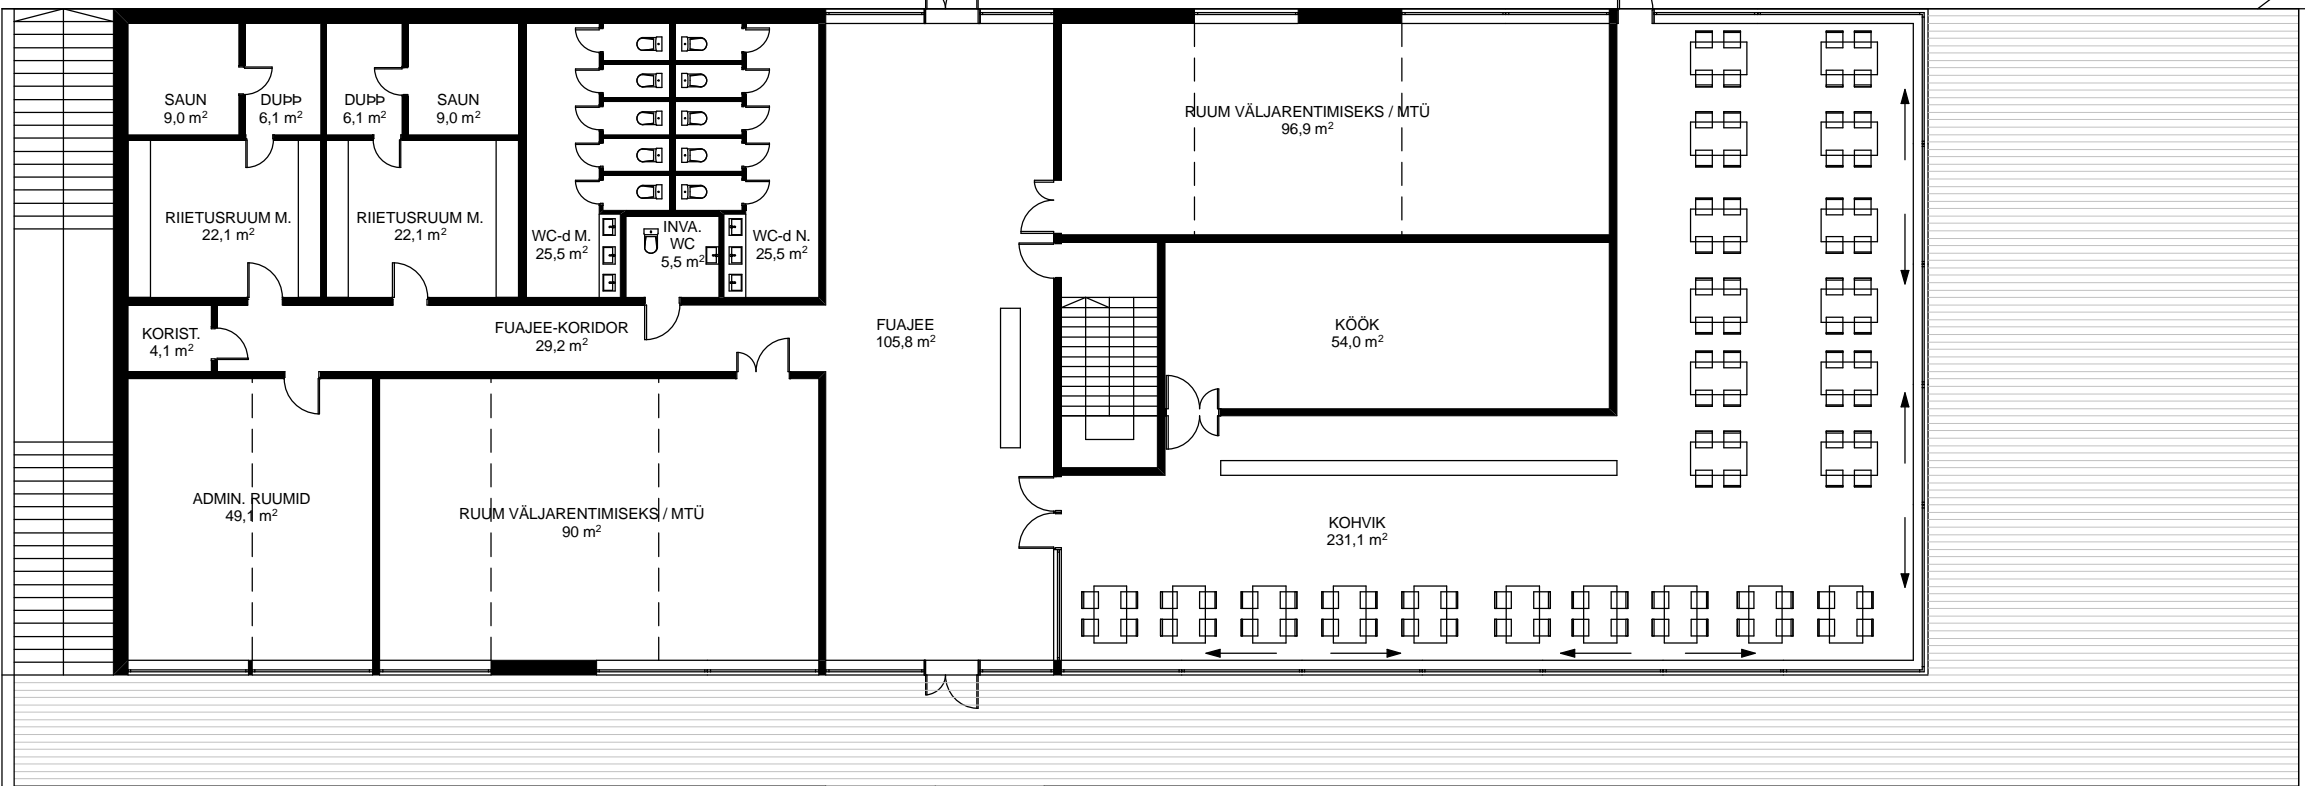 SAUN
9,0 m²
DUÞÞ
6,1 m²
DUÞÞ
6,1 m²
SAUN
9,0 m²
RUUM VÄLJARENTIMISEKS / MTÜ
96,9 m²
RIIETUSRUUM M.
22,1 m²
RIIETUSRUUM M.
22,1 m²
WC-d M.
25,5 m²
INVA.
WC
5,5 m²
WC-d N.
25,5 m²
KORIST.
4,1 m²
FUAJEE-KORIDOR
29,2 m²
FUAJEE
105,8 m²
KÖÖK
54,0 m²
ADMIN. RUUMID
49,1 m²
RUUM VÄLJARENTIMISEKS / MTÜ
90 m²
KOHVIK
231,1 m²